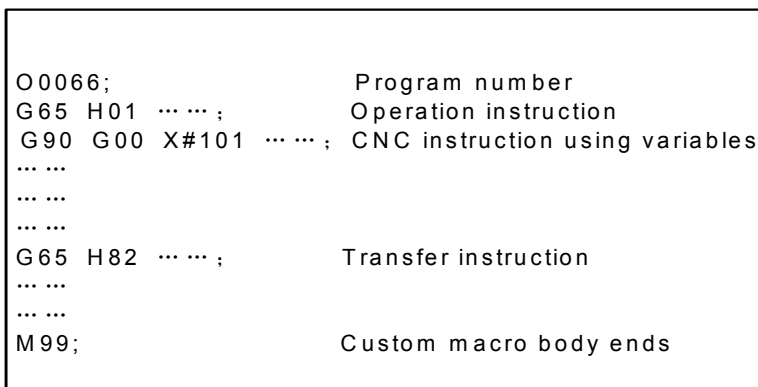 O0066; Program number
G65 H01 ……; Operation instruction
G90 G00 X#101 ……; CNC instruction using variables
……
……
……
G65 H82 ……; Transfer instruction
……
……
M99; Custom macro body ends